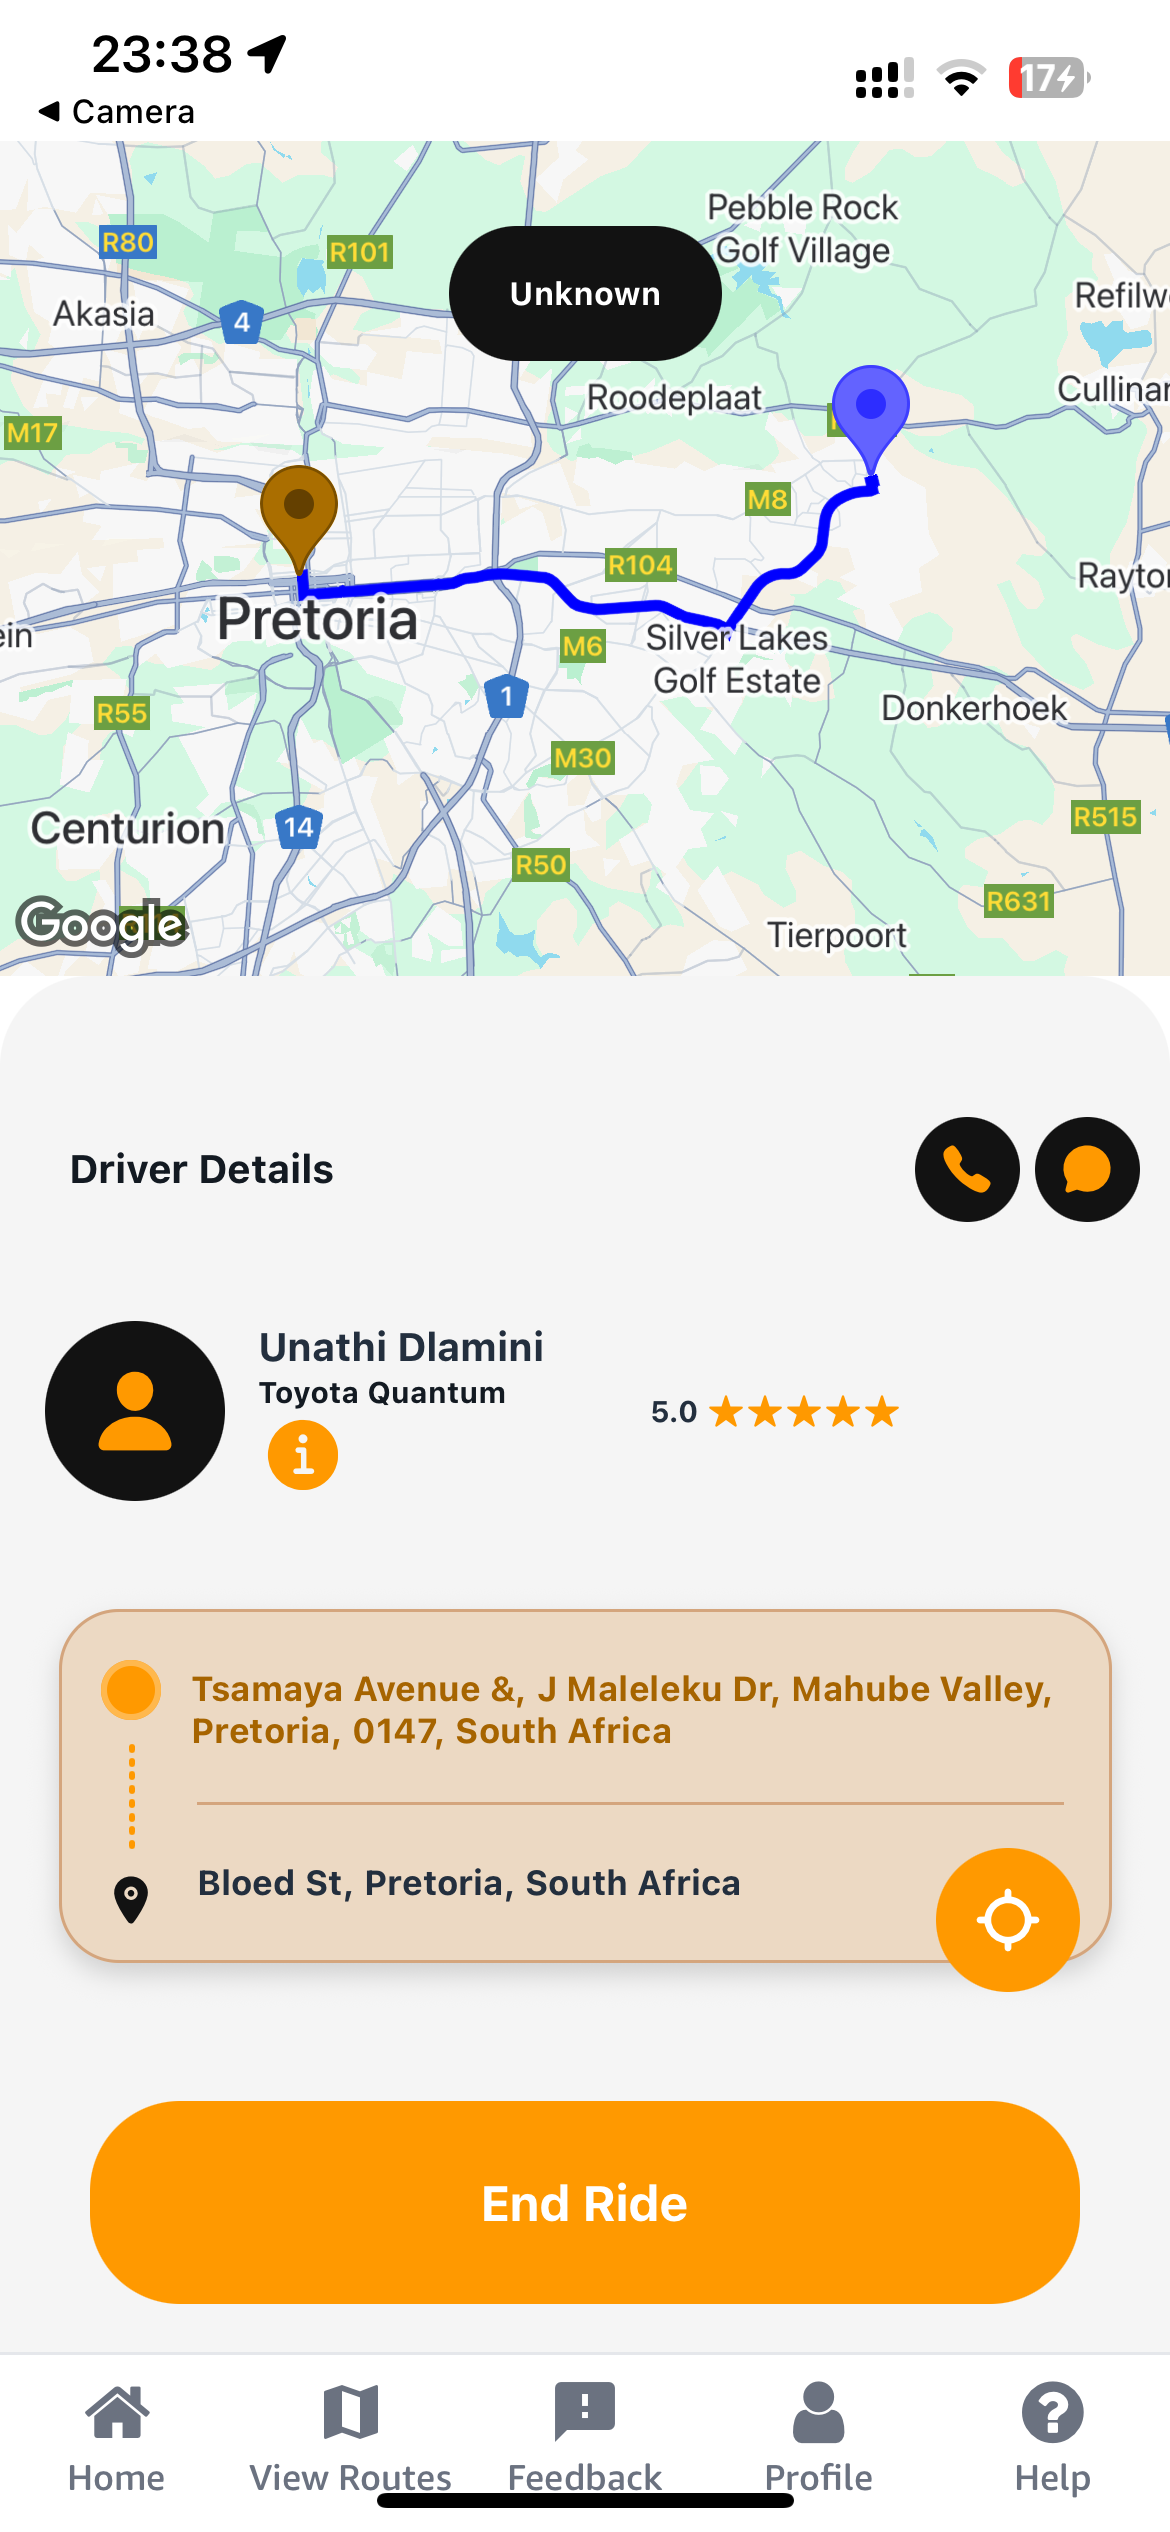 23:38
17
Camera
Pebble Rock
Golf Village
R80
R101
Unknown
Refilwe
Akasia
4
Roodeplaat
Cullinan
M17
M8
R104
Rayton
Pretoria
ein
M6
Silver Lakes
Golf Estate
1
Donkerhoek
R55
M30
Centurion
14
R515
R50
R631
Google
Tierpoort
Driver Details
Unathi Dlamini
Toyota Quantum
5.0
Tsamaya Avenue &, J Maleleku Dr, Mahube Valley,
Pretoria, 0147, South Africa
Bloed St, Pretoria, South Africa
End Ride
Home
View Routes
Feedback
Profile
Help